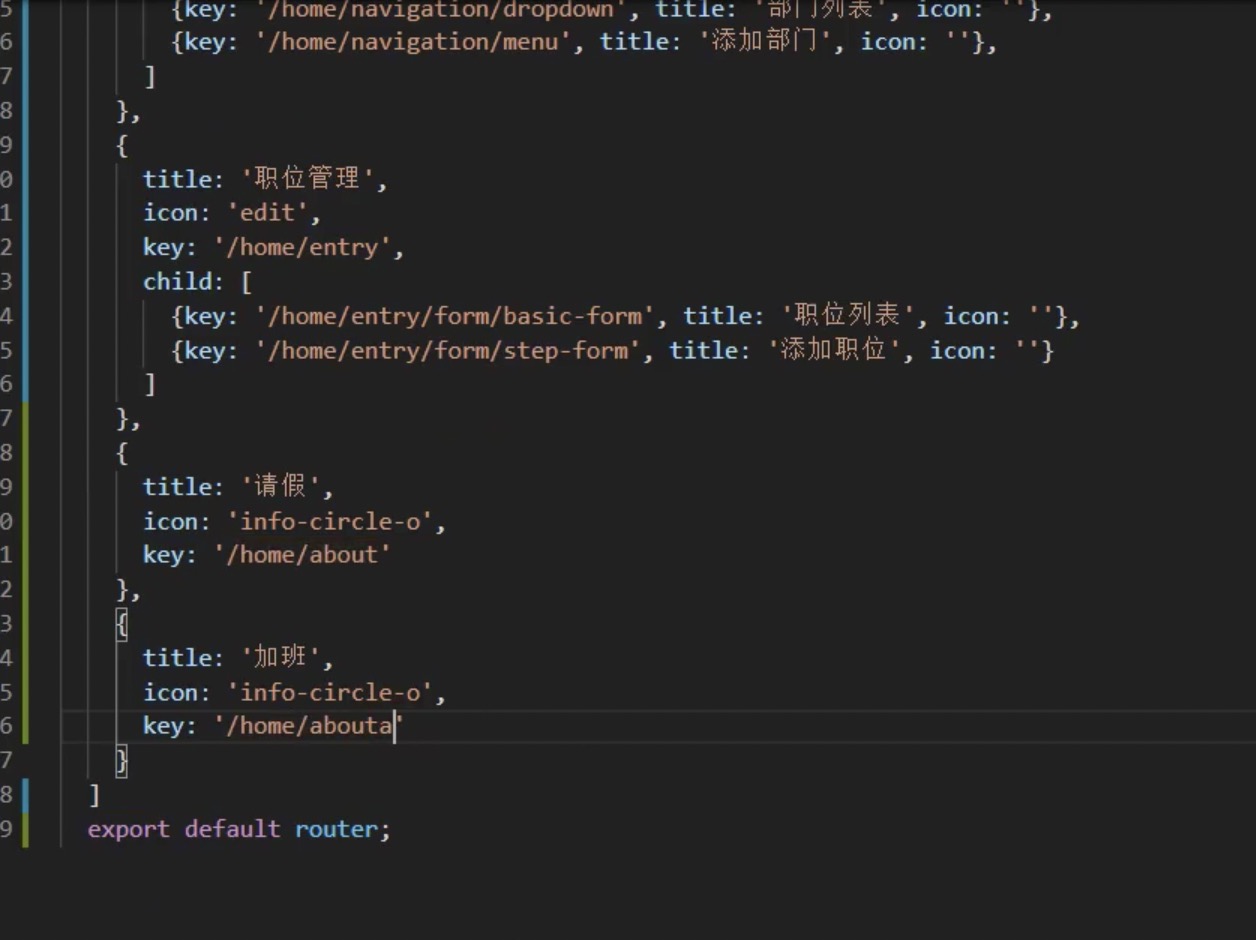 5 {key: '/home/navigation/dropdown', title: '部门列表', icon: ''},
6 {key: '/home/navigation/menu', title: '添加部门', icon: ''},
7 ]
8 },
9 {
0 title: '职位管理',
1 icon: 'edit',
2 key: '/home/entry',
3 child: [
4 {key: '/home/entry/form/basic-form', title: '职位列表', icon: ''},
5 {key: '/home/entry/form/step-form', title: '添加职位', icon: ''}
6 ]
7 },
8 {
9 title: '请假',
0 icon: 'info-circle-o',
1 key: '/home/about'
2 },
3 {
4 title: '加班',
5 icon: 'info-circle-o',
6 key: '/home/abouta'
7 }
8 ]
9 export default router;